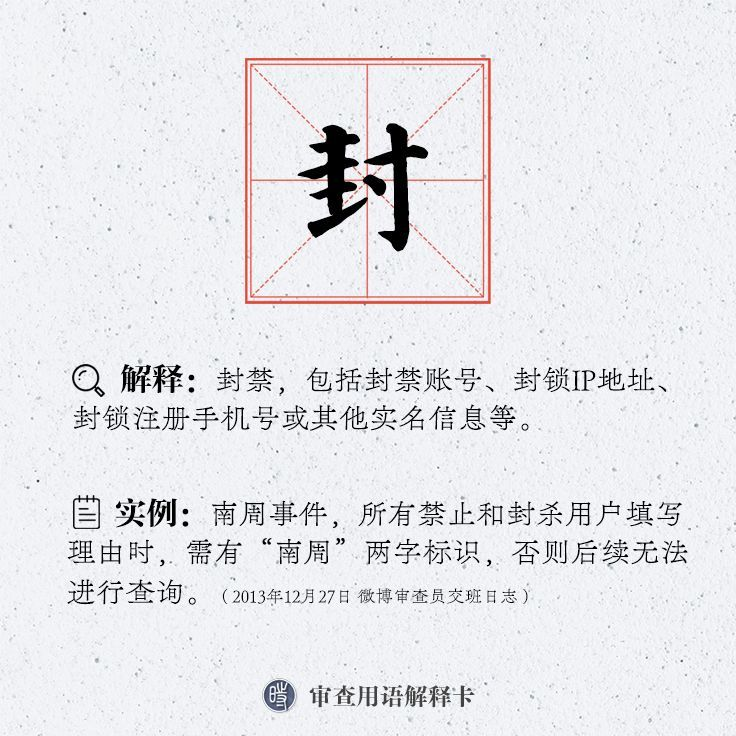 封
解释：封禁，包括封禁账号、封锁IP地址、
封锁注册手机号或其他实名信息等。
实例：南周事件，所有禁止和封杀用户填写
理由时，需有“南周”两字标识，否则后续无法
进行查询。（2013年12月27日 微博审查员交班日志）
時 审查用语解释卡